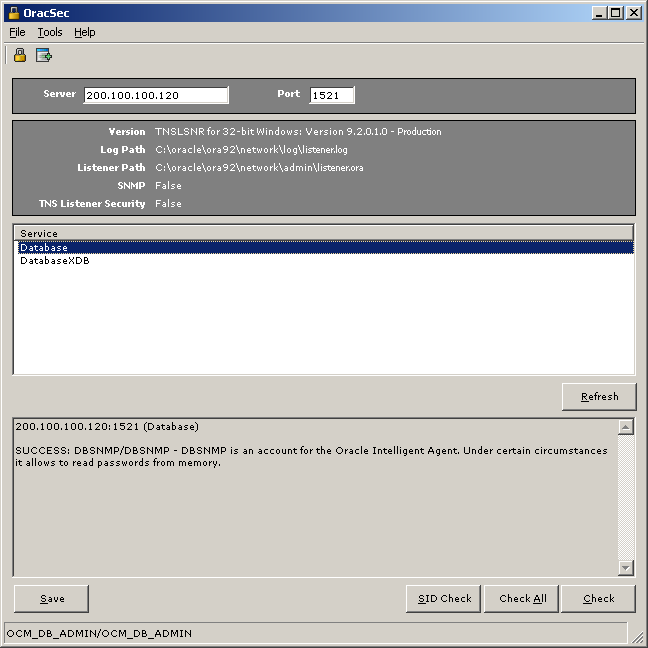 OracSec
File Tools Help
Server 200.100.100.120 Port 1521
Version TNSLSNR for 32-bit Windows: Version 9.2.0.1.0 - Production
Log Path C:\oracle\ora92\network\log\listener.log
Listener Path C:\oracle\ora92\network\admin\listener.ora
SNMP False
TNS Listener Security False
Service
Database
DatabaseXDB
Refresh
200.100.100.120:1521 (Database)
SUCCESS: DBSNMP/DBSNMP - DBSNMP is an account for the Oracle Intelligent Agent. Under certain circumstances
it allows to read passwords from memory.
Save SID Check Check All Check
OCM_DB_ADMIN/OCM_DB_ADMIN